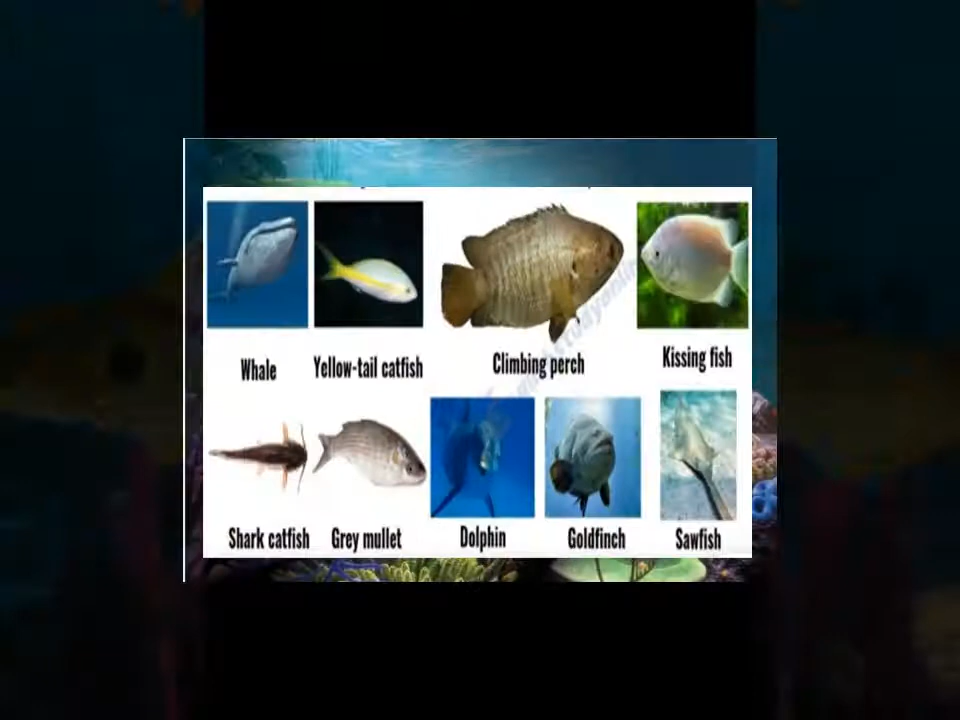 Whale
Yellow-tail catfish
Climbing perch
Kissing fish
Shark catfish
Grey mullet
Dolphin
Goldfinch
Sawfish